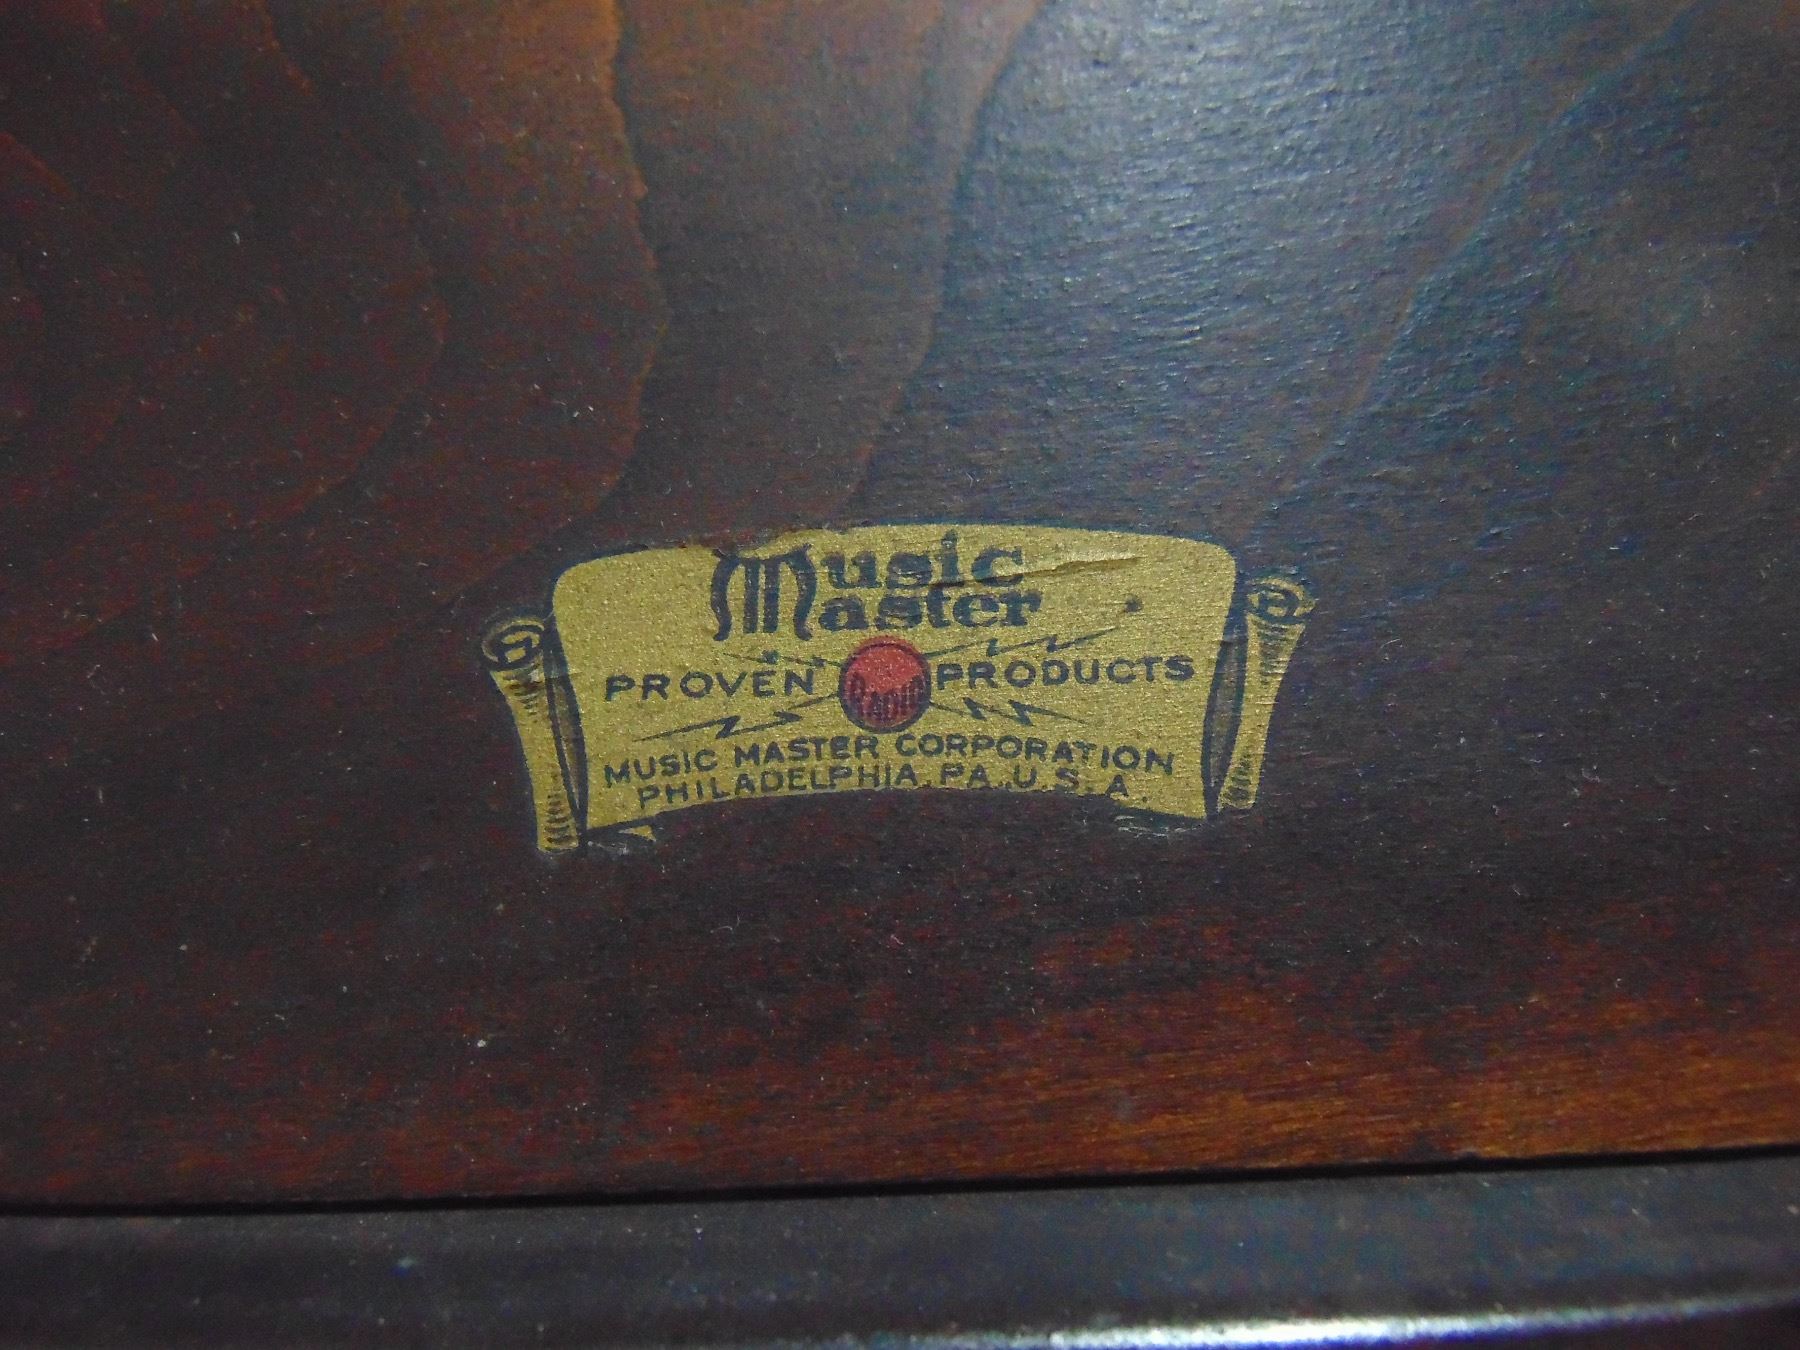 Music
Master
PROVEN RADIO PRODUCTS
MUSIC MASTER CORPORATION
PHILADELPHIA, PA., U.S.A.